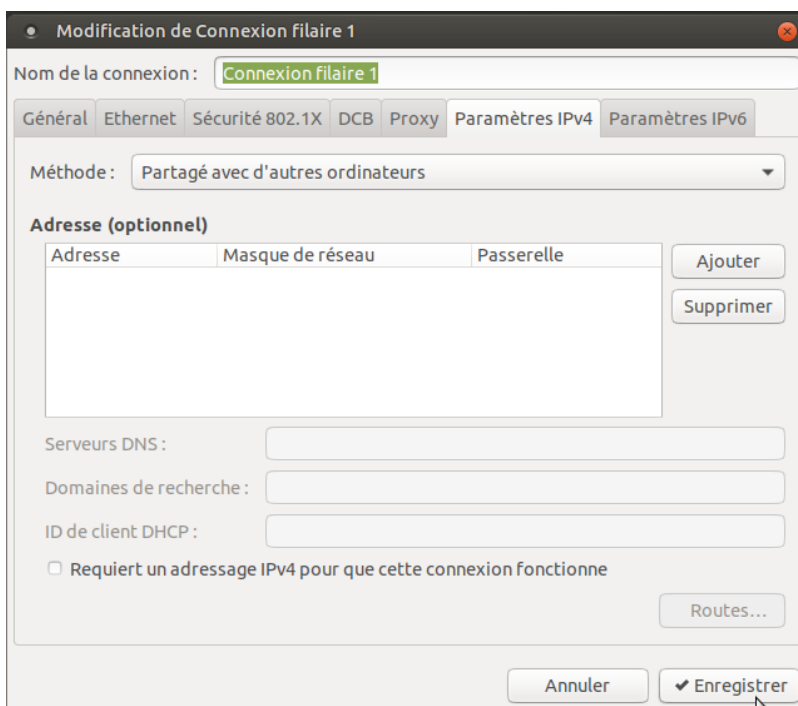 Modification de Connexion filaire 1
Nom de la connexion : Connexion filaire 1
Général Ethernet Sécurité 802.1X DCB Proxy Paramètres IPv4 Paramètres IPv6
Méthode : Partagé avec d'autres ordinateurs
Adresse (optionnel)
Adresse Masque de réseau Passerelle
Ajouter
Supprimer
Serveurs DNS :
Domaines de recherche :
ID de client DHCP :
Requiert un adressage IPv4 pour que cette connexion fonctionne
Routes...
Annuler Enregistrer